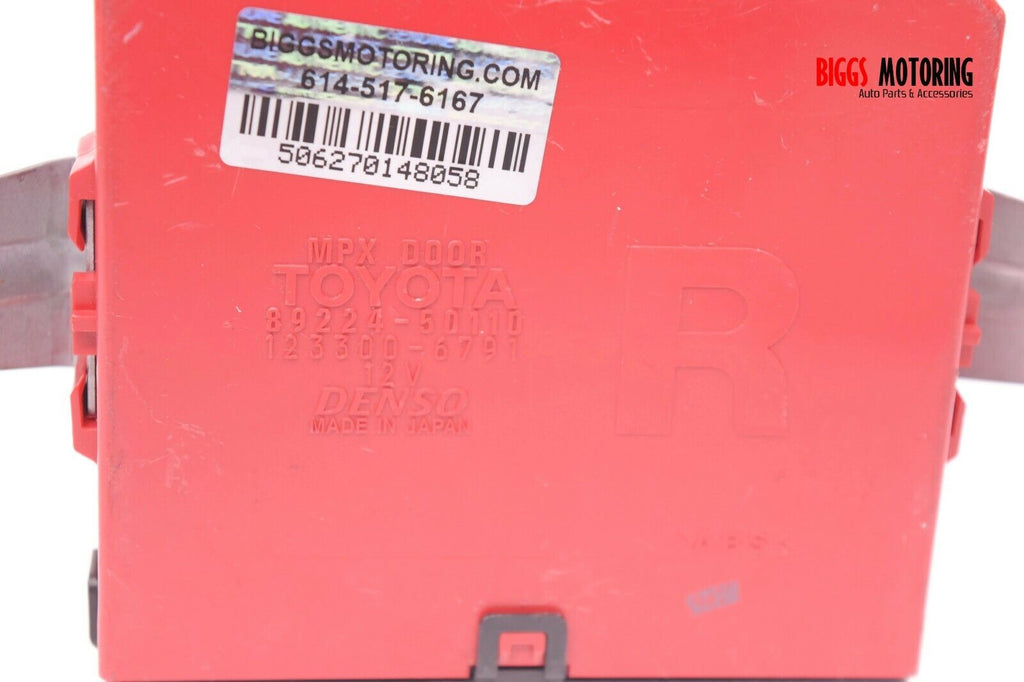 BIGGSMOTORING.COM
614-517-6167
506270148058
BIGGS MOTORING
Auto Parts & Accessories
MPX DOOR
TOYOTA
89224-50110
123300-6791
12V
DENSO
MADE IN JAPAN
R